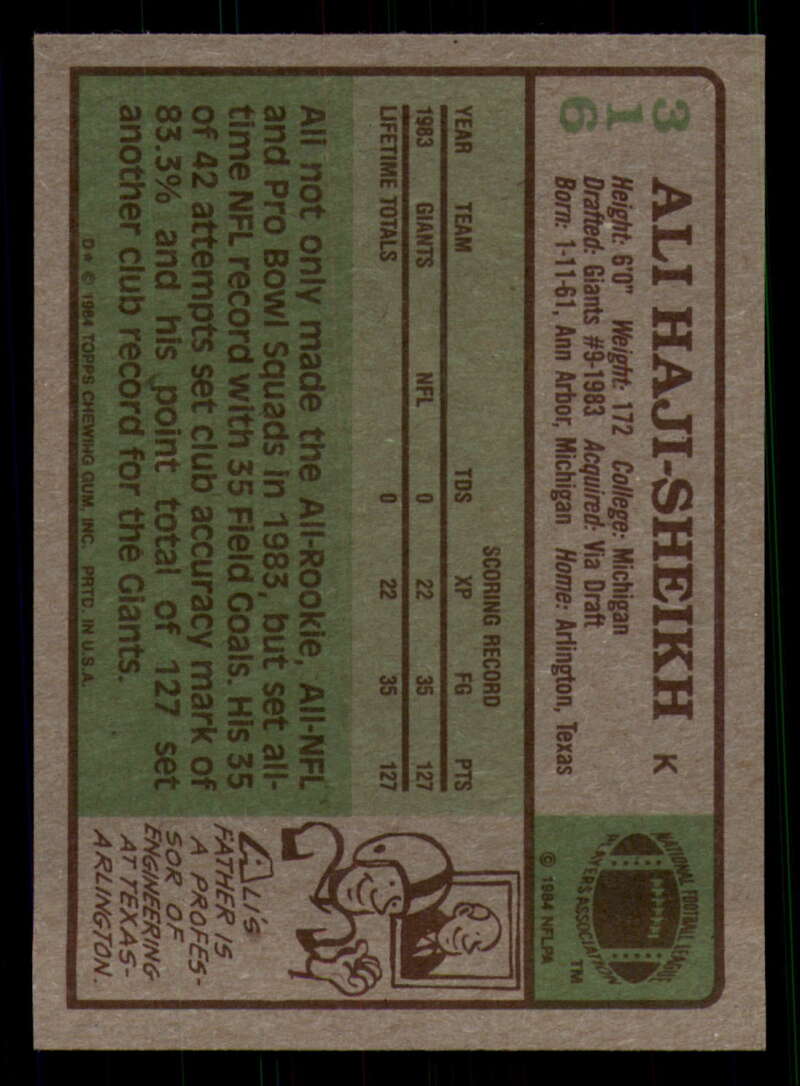 316
ALI HAJI-SHEIKH K
Height: 6'0" Weight: 172 College: Michigan
Drafted: Giants #9-1983 Acquired: Via Draft
Born: 1-11-61, Ann Arbor, Michigan Home: Arlington, Texas
NATIONAL FOOTBALL LEAGUE
PLAYERS ASSOCIATION
TM
© 1984 NFLPA
SCORING RECORD
YEAR TEAM TDS XP FG PTS
1983 GIANTS NFL 0 22 35 127
LIFETIME TOTALS 0 22 35 127
Ali not only made the All-Rookie, All-NFL
and Pro Bowl Squads in 1983, but set all-
time NFL record with 35 Field Goals. His 35
of 42 attempts set club accuracy mark of
83.3% and his point total of 127 set
another club record for the Giants.
D* © 1984 TOPPS CHEWING GUM, INC. PRTD. IN U.S.A.
ALI'S
FATHER IS
A PROFES-
SOR OF
ENGINEERING
AT TEXAS-
ARLINGTON.